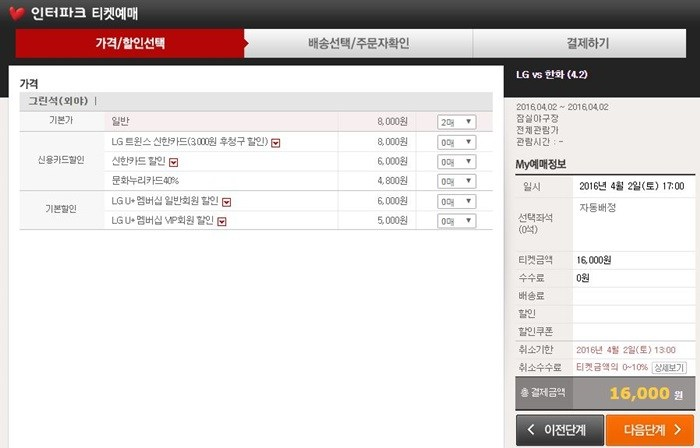 인터파크 티켓예매
가격/할인선택
배송선택/주문자확인
결제하기
가격
그린석(외야)
기본가 일반 8,000원 2매
신용카드할인
LG 트윈스 신한카드(3,000원 후청구 할인) 8,000원 0매
신한카드 할인 6,000원 0매
문화누리카드40% 4,800원 0매
기본할인
LG U+멤버십 일반회원 할인 6,000원 0매
LG U+멤버십 VIP회원 할인 5,000원 0매
LG vs 한화 (4.2)
2016.04.02 ~ 2016.04.02
잠실야구장
전체관람가
관람시간 : -
My예매정보
일시 2016년 4월 2일(토) 17:00
선택좌석
(0석)
자동배정
티켓금액 16,000원
수수료 0원
배송료
할인
할인쿠폰
취소기한 2016년 4월 2일(토) 13:00
취소수수료 티켓금액의 0~10% 상세보기
총 결제금액 16,000 원
이전단계
다음단계